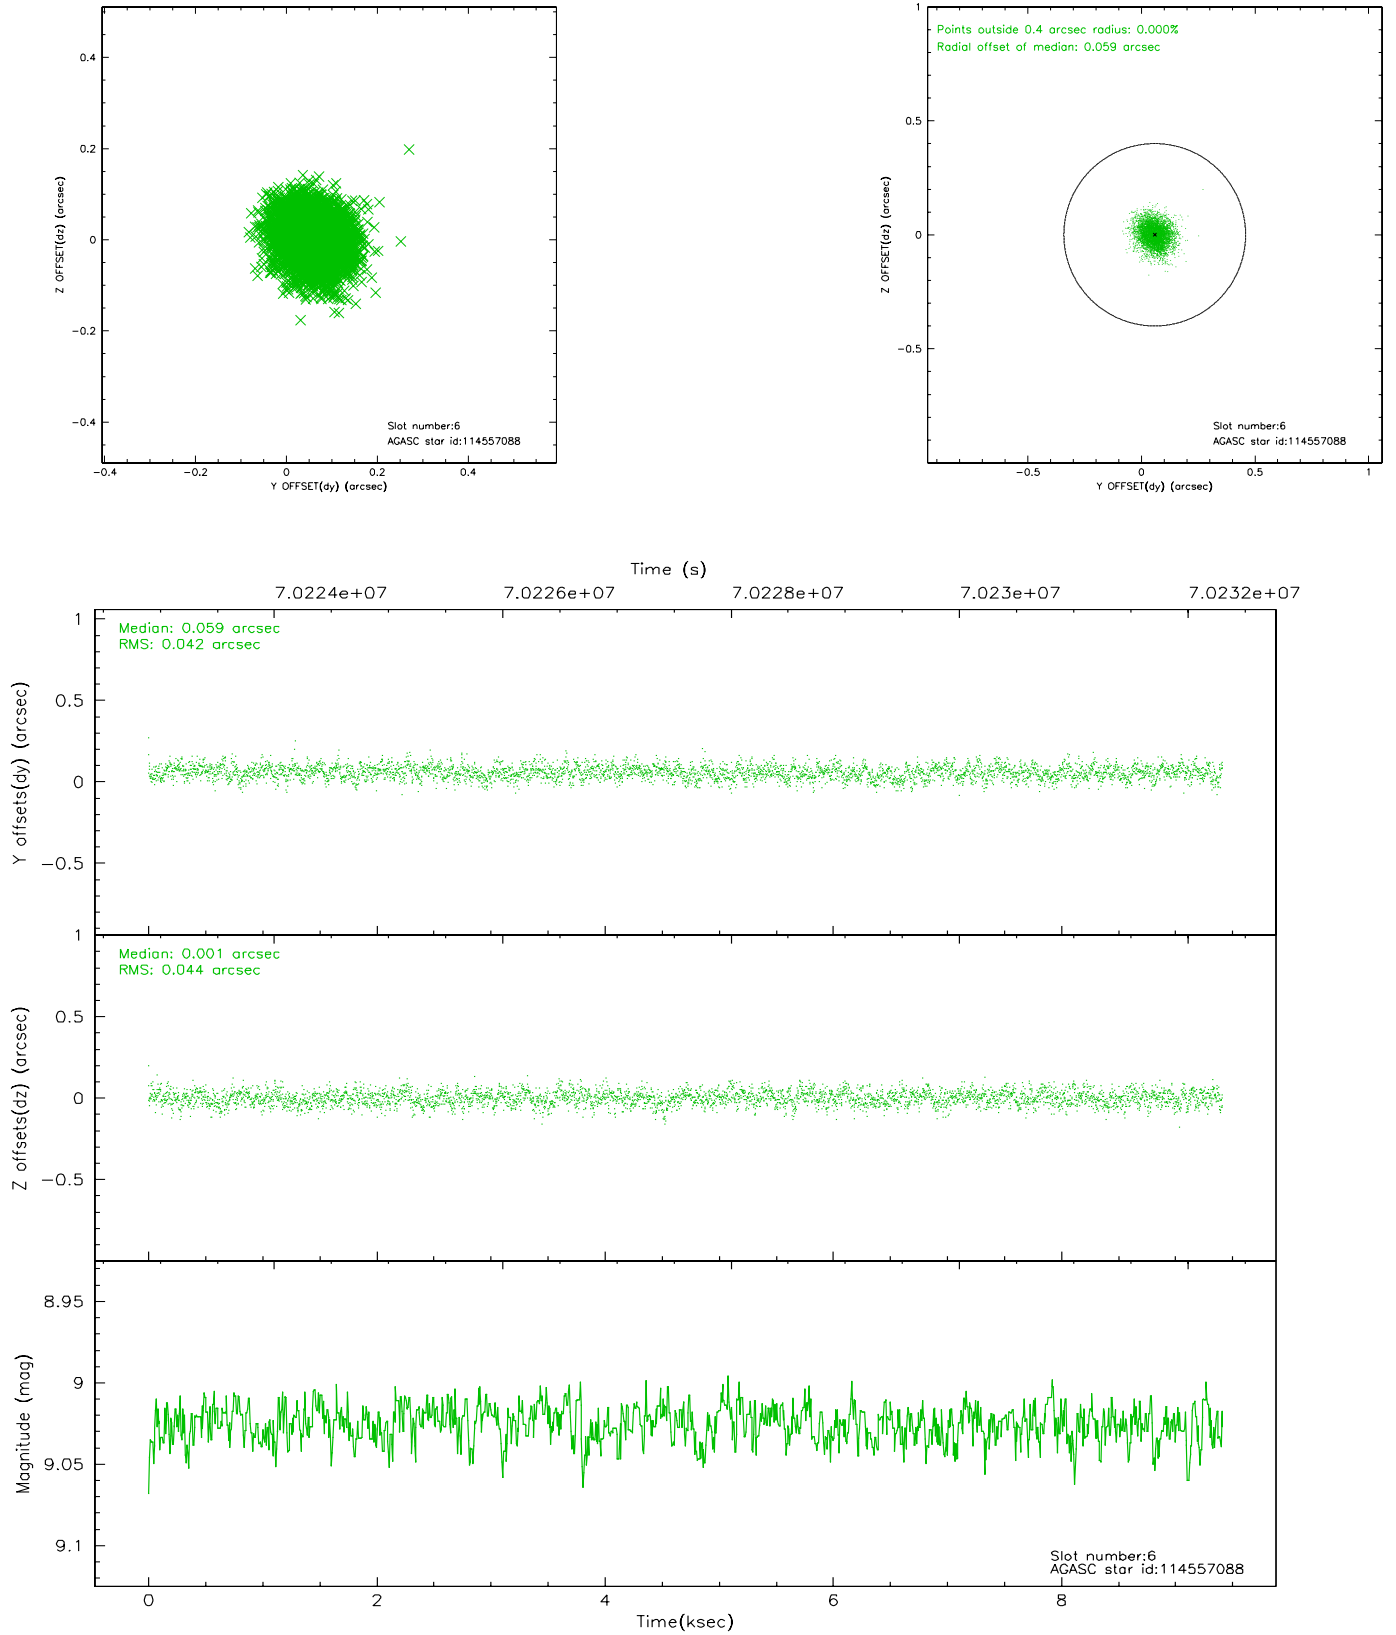 0.4
0.2
0
−0.2
−0.4
−0.4
−0.2
0
0.2
0.4
Z OFFSET(dz) (arcsec)
Y OFFSET(dy) (arcsec)
Slot number:6
AGASC star id:114557088
Points outside 0.4 arcsec radius: 0.000%
Radial offset of median: 0.059 arcsec
1
0.5
0
−0.5
−0.5
0
0.5
1
Z OFFSET(dz) (arcsec)
Y OFFSET(dy) (arcsec)
Slot number:6
AGASC star id:114557088
Time (s)
7.0224e+07
7.0226e+07
7.0228e+07
7.023e+07
7.0232e+07
Median: 0.059 arcsec
RMS: 0.042 arcsec
1
0.5
0
−0.5
Y offsets(dy) (arcsec)
Median: 0.001 arcsec
RMS: 0.044 arcsec
1
0.5
0
−0.5
Z offsets(dz) (arcsec)
8.95
9
9.05
9.1
Magnitude (mag)
Slot number:6
AGASC star id:114557088
0
2
4
6
8
Time(ksec)